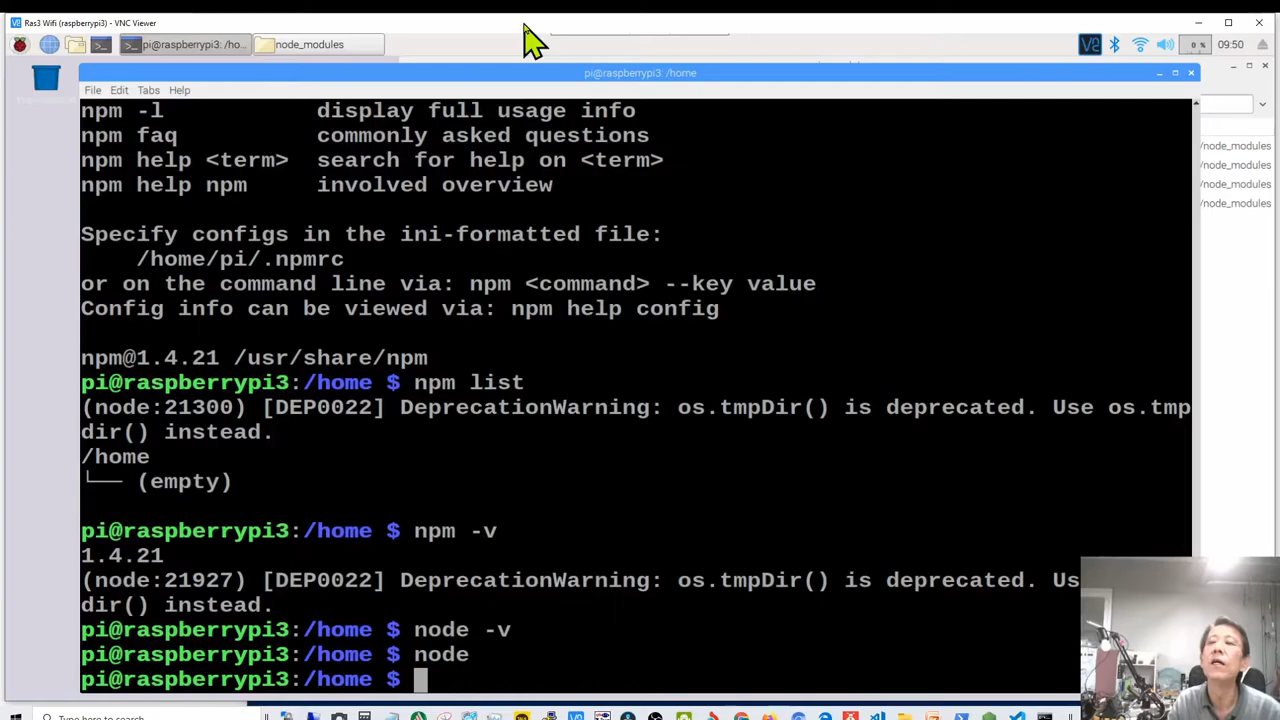 Ras3 Wifi (raspberrypi3) - VNC Viewer
pi@raspberrypi3: /ho...
node_modules
0 %
09:50
pi@raspberrypi3: /home
File Edit Tabs Help
npm -l display full usage info
npm faq commonly asked questions
npm help <term> search for help on <term>
npm help npm involved overview
Specify configs in the ini-formatted file:
/home/pi/.npmrc
or on the command line via: npm <command> --key value
Config info can be viewed via: npm help config
npm@1.4.21 /usr/share/npm
pi@raspberrypi3:/home $ npm list
(node:21300) [DEP0022] DeprecationWarning: os.tmpDir() is deprecated. Use os.tmp
dir() instead.
/home
└── (empty)
pi@raspberrypi3:/home $ npm -v
1.4.21
(node:21927) [DEP0022] DeprecationWarning: os.tmpDir() is deprecated. Us
dir() instead.
pi@raspberrypi3:/home $ node -v
pi@raspberrypi3:/home $ node
pi@raspberrypi3:/home $
/node_modules
/node_modules
/node_modules
/node_modules
Type here to search